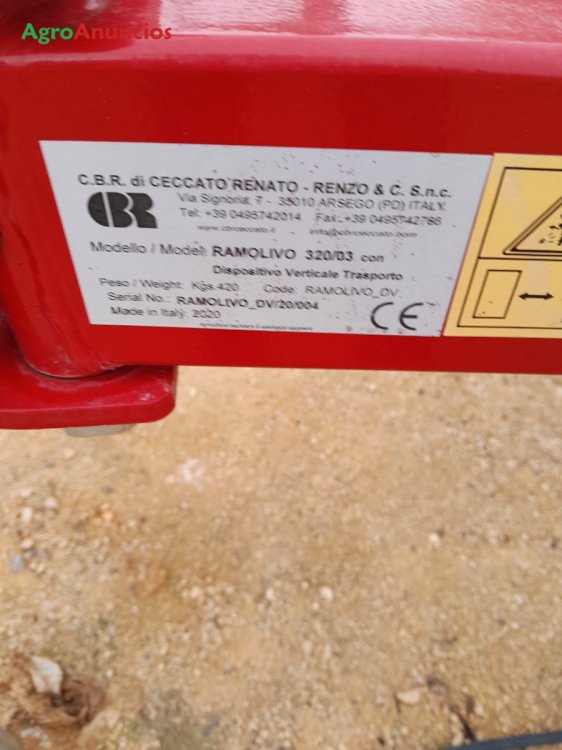 AgroAnuncios
C.B.R. di CECCATO RENATO - RENZO & C. S.n.c.
CBR
Via Signoria, 7 - 35010 ARSEGO (PD) ITALY
Tel: +39 0495742014 Fax: +39 0495742786
www.cbrceccato.it info@cbrceccato.com
Modello / Model: RAMOLIVO 320/03 con
Dispositivo Verticale Trasporto
Peso / Weight: Kgs 420 Code: RAMOLIVO_DV
Serial No.: RAMOLIVO_DV/20/004
Made in Italy: 2020
CE